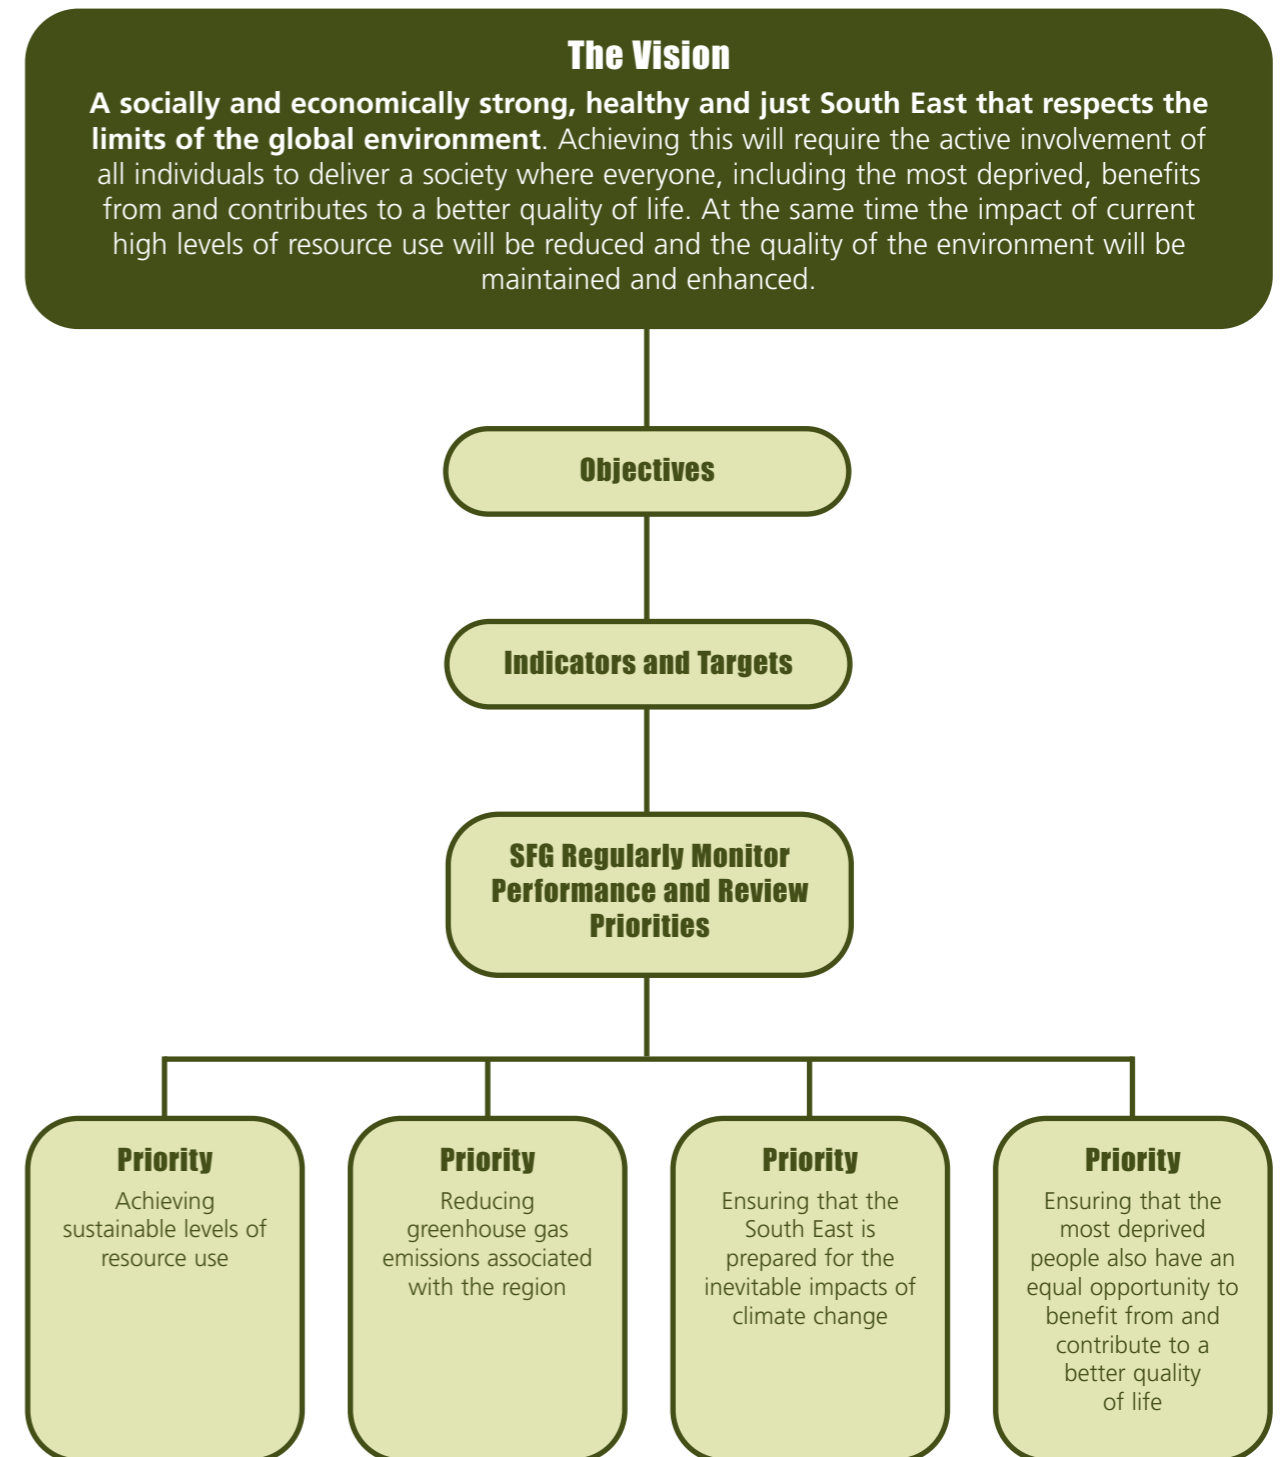 The Vision
A socially and economically strong, healthy and just South East that respects the
limits of the global environment. Achieving this will require the active involvement of
all individuals to deliver a society where everyone, including the most deprived, benefits
from and contributes to a better quality of life. At the same time the impact of current
high levels of resource use will be reduced and the quality of the environment will be
maintained and enhanced.
Objectives
Indicators and Targets
SFG Regularly Monitor
Performance and Review
Priorities
Priority
Achieving
sustainable levels of
resource use
Priority
Reducing
greenhouse gas
emissions associated
with the region
Priority
Ensuring that the
South East is
prepared for the
inevitable impacts of
climate change
Priority
Ensuring that the
most deprived
people also have an
equal opportunity to
benefit from and
contribute to a
better quality
of life